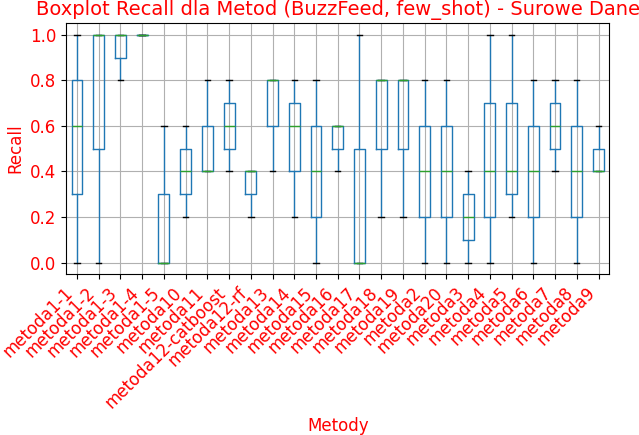 Boxplot Recall dla Metod (BuzzFeed, few_shot) - Surowe Dane
1.0
0.8
0.6
0.4
0.2
0.0
Recall
metoda1-1
metoda1-2
metoda1-3
metoda1-4
metoda1-5
metoda10
metoda11
metoda12-catboost
metoda12-rf
metoda13
metoda14
metoda15
metoda16
metoda17
metoda18
metoda19
metoda2
metoda20
metoda3
metoda4
metoda5
metoda6
metoda7
metoda8
metoda9
Metody